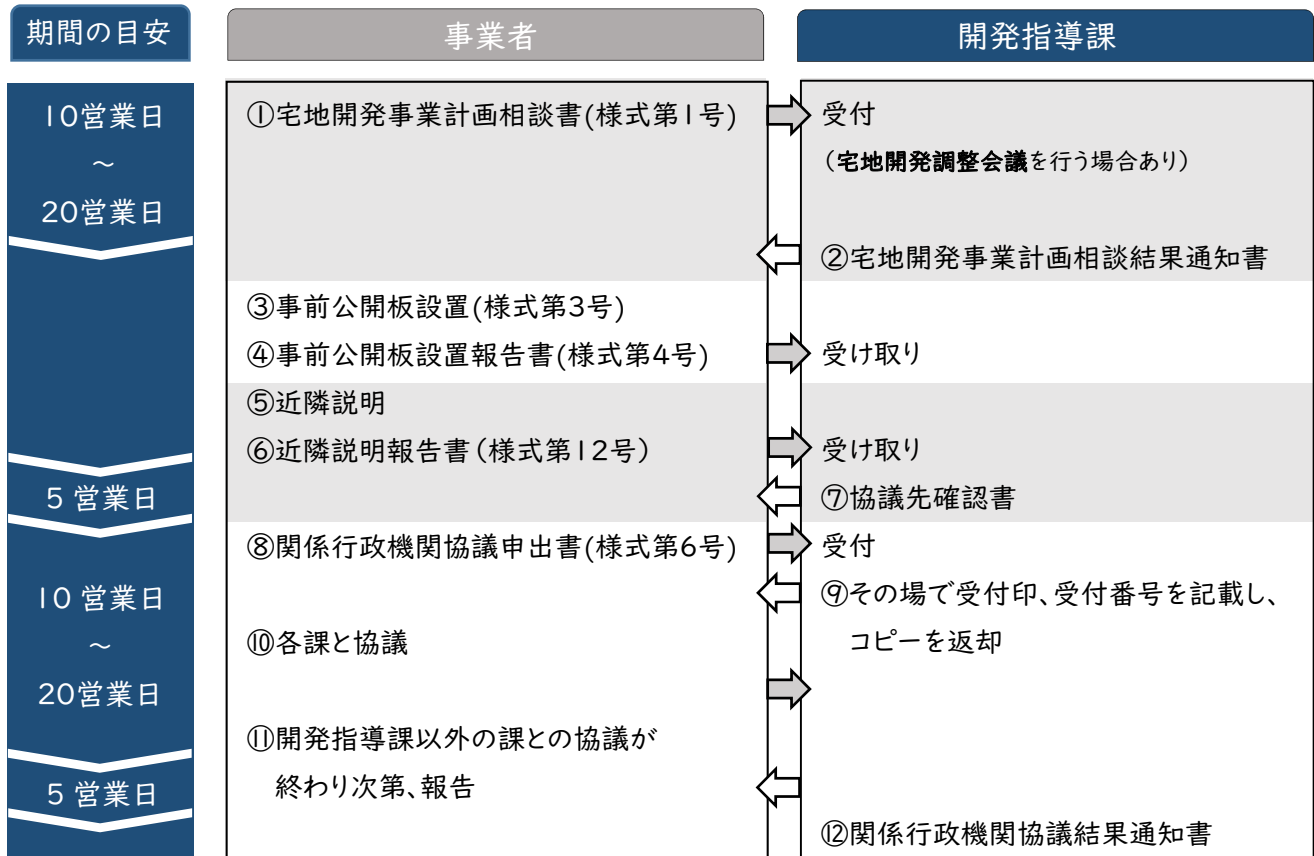 期間の目安
事業者
開発指導課
10営業日
～
20営業日
①宅地開発事業計画相談書(様式第1号)
受付
(宅地開発調整会議を行う場合あり)
②宅地開発事業計画相談結果通知書
③事前公開板設置(様式第3号)
④事前公開板設置報告書(様式第4号)
受け取り
⑤近隣説明
⑥近隣説明報告書(様式第12号)
受け取り
5営業日
⑦協議先確認書
⑧関係行政機関協議申出書(様式第6号)
受付
10営業日
～
20営業日
⑨その場で受付印、受付番号を記載し、
コピーを返却
⑩各課と協議
⑪開発指導課以外の課との協議が
終わり次第、報告
5営業日
⑫関係行政機関協議結果通知書